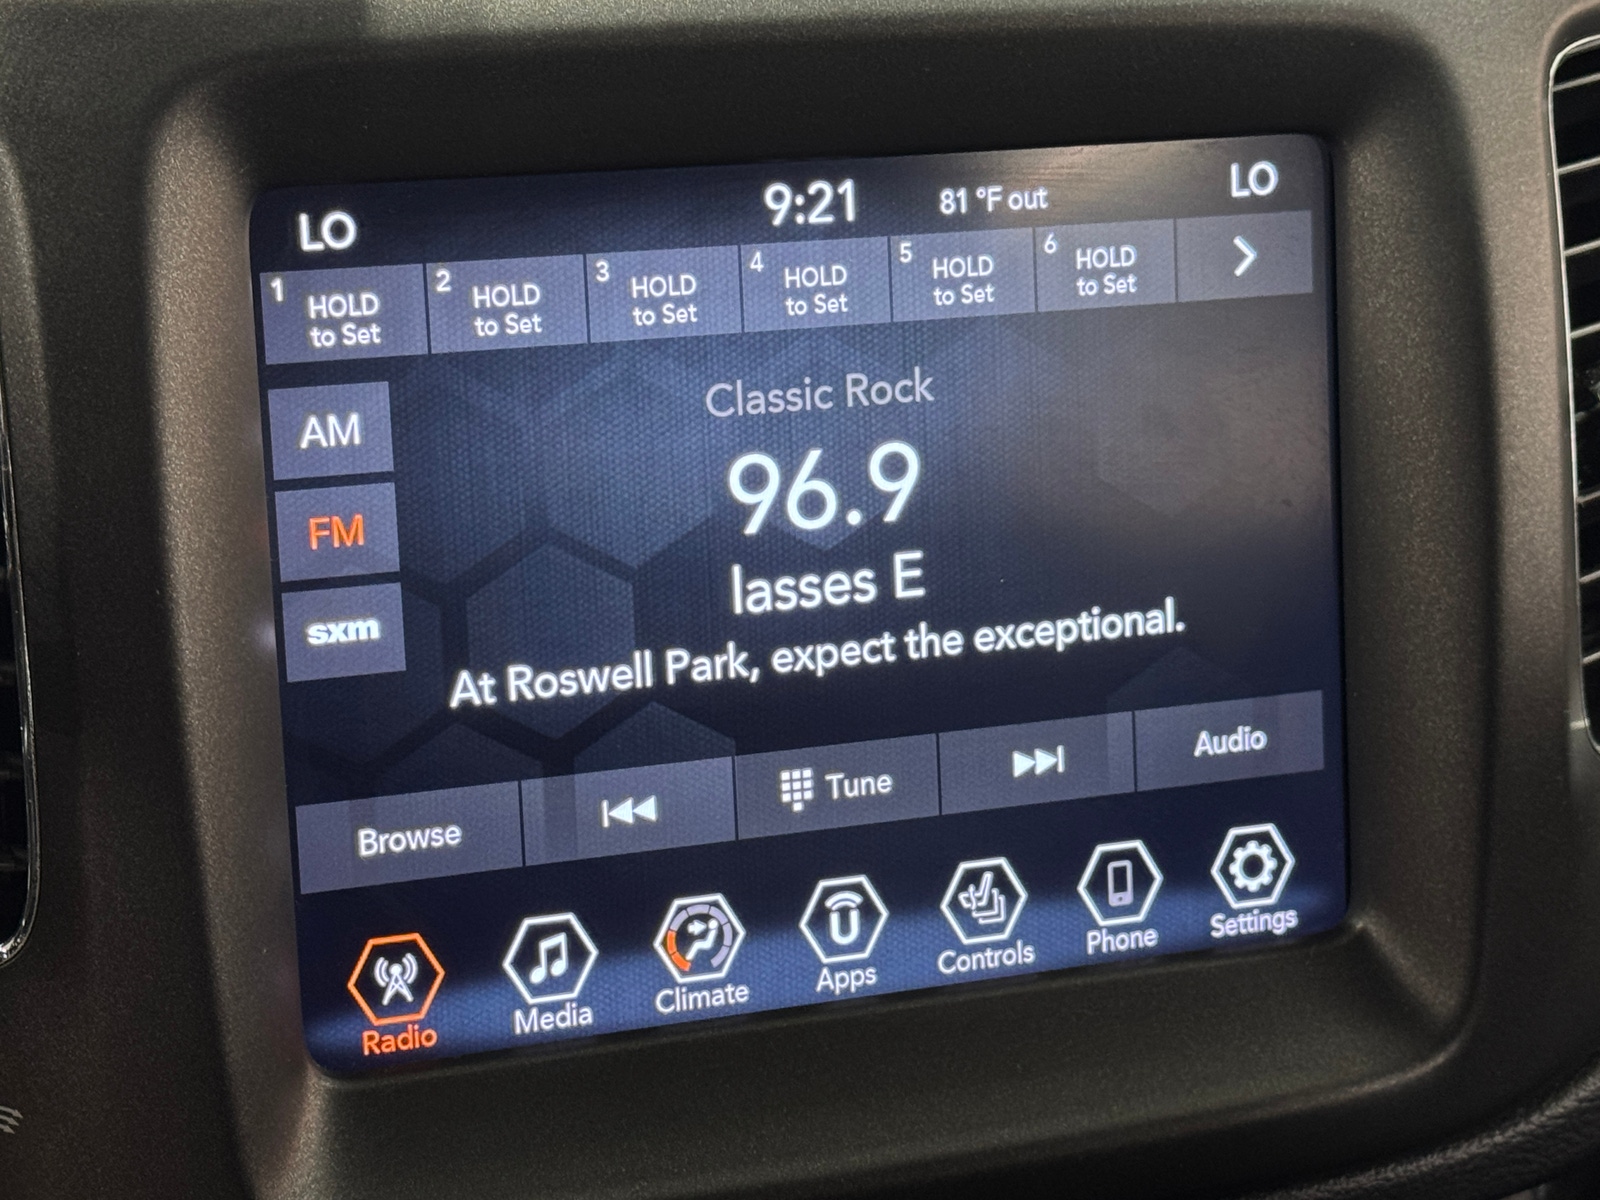 LO
9:21
81 °F out
LO
1 HOLD
to Set
2 HOLD
to Set
3 HOLD
to Set
4 HOLD
to Set
5 HOLD
to Set
6 HOLD
to Set
AM
FM
sxm
Classic Rock
96.9
lasses E
At Roswell Park, expect the exceptional.
Browse
Tune
Audio
Radio
Media
Climate
Apps
Controls
Phone
Settings